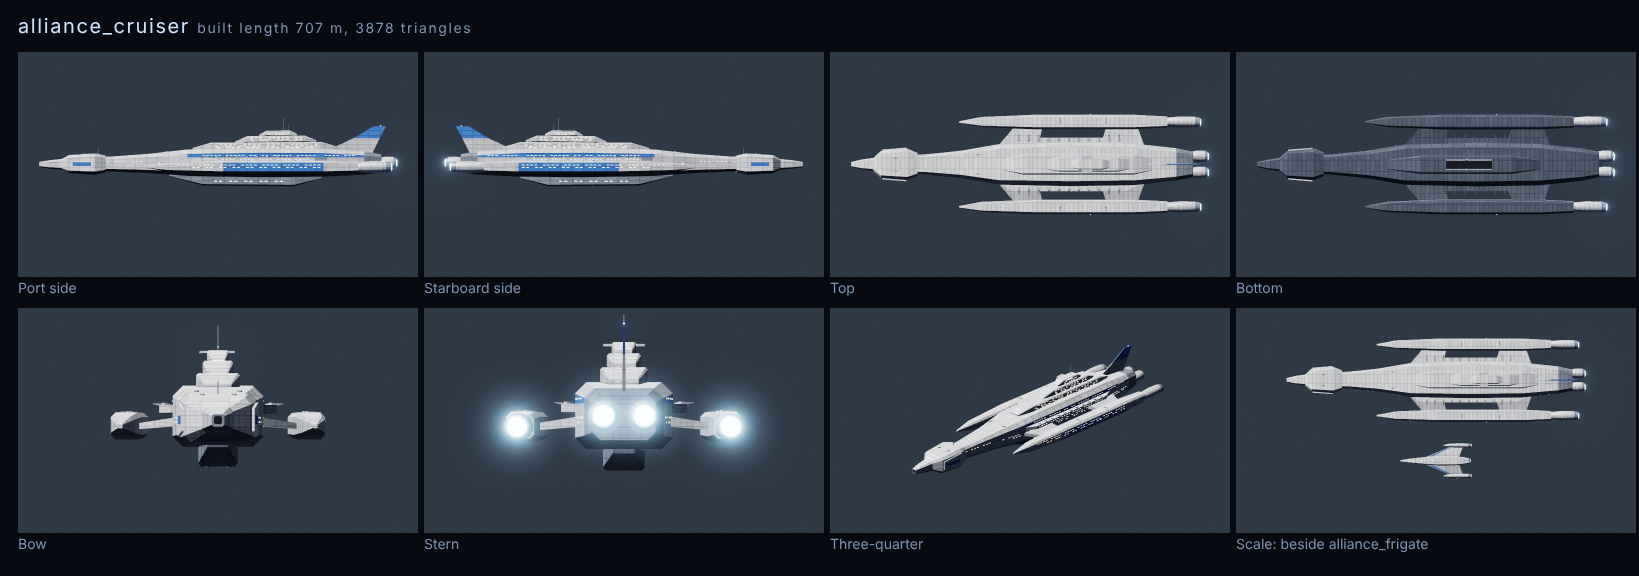 alliance_cruiser built length 707 m, 3878 triangles
Port side
Starboard side
Top
Bottom
Bow
Stern
Three-quarter
Scale: beside alliance_frigate